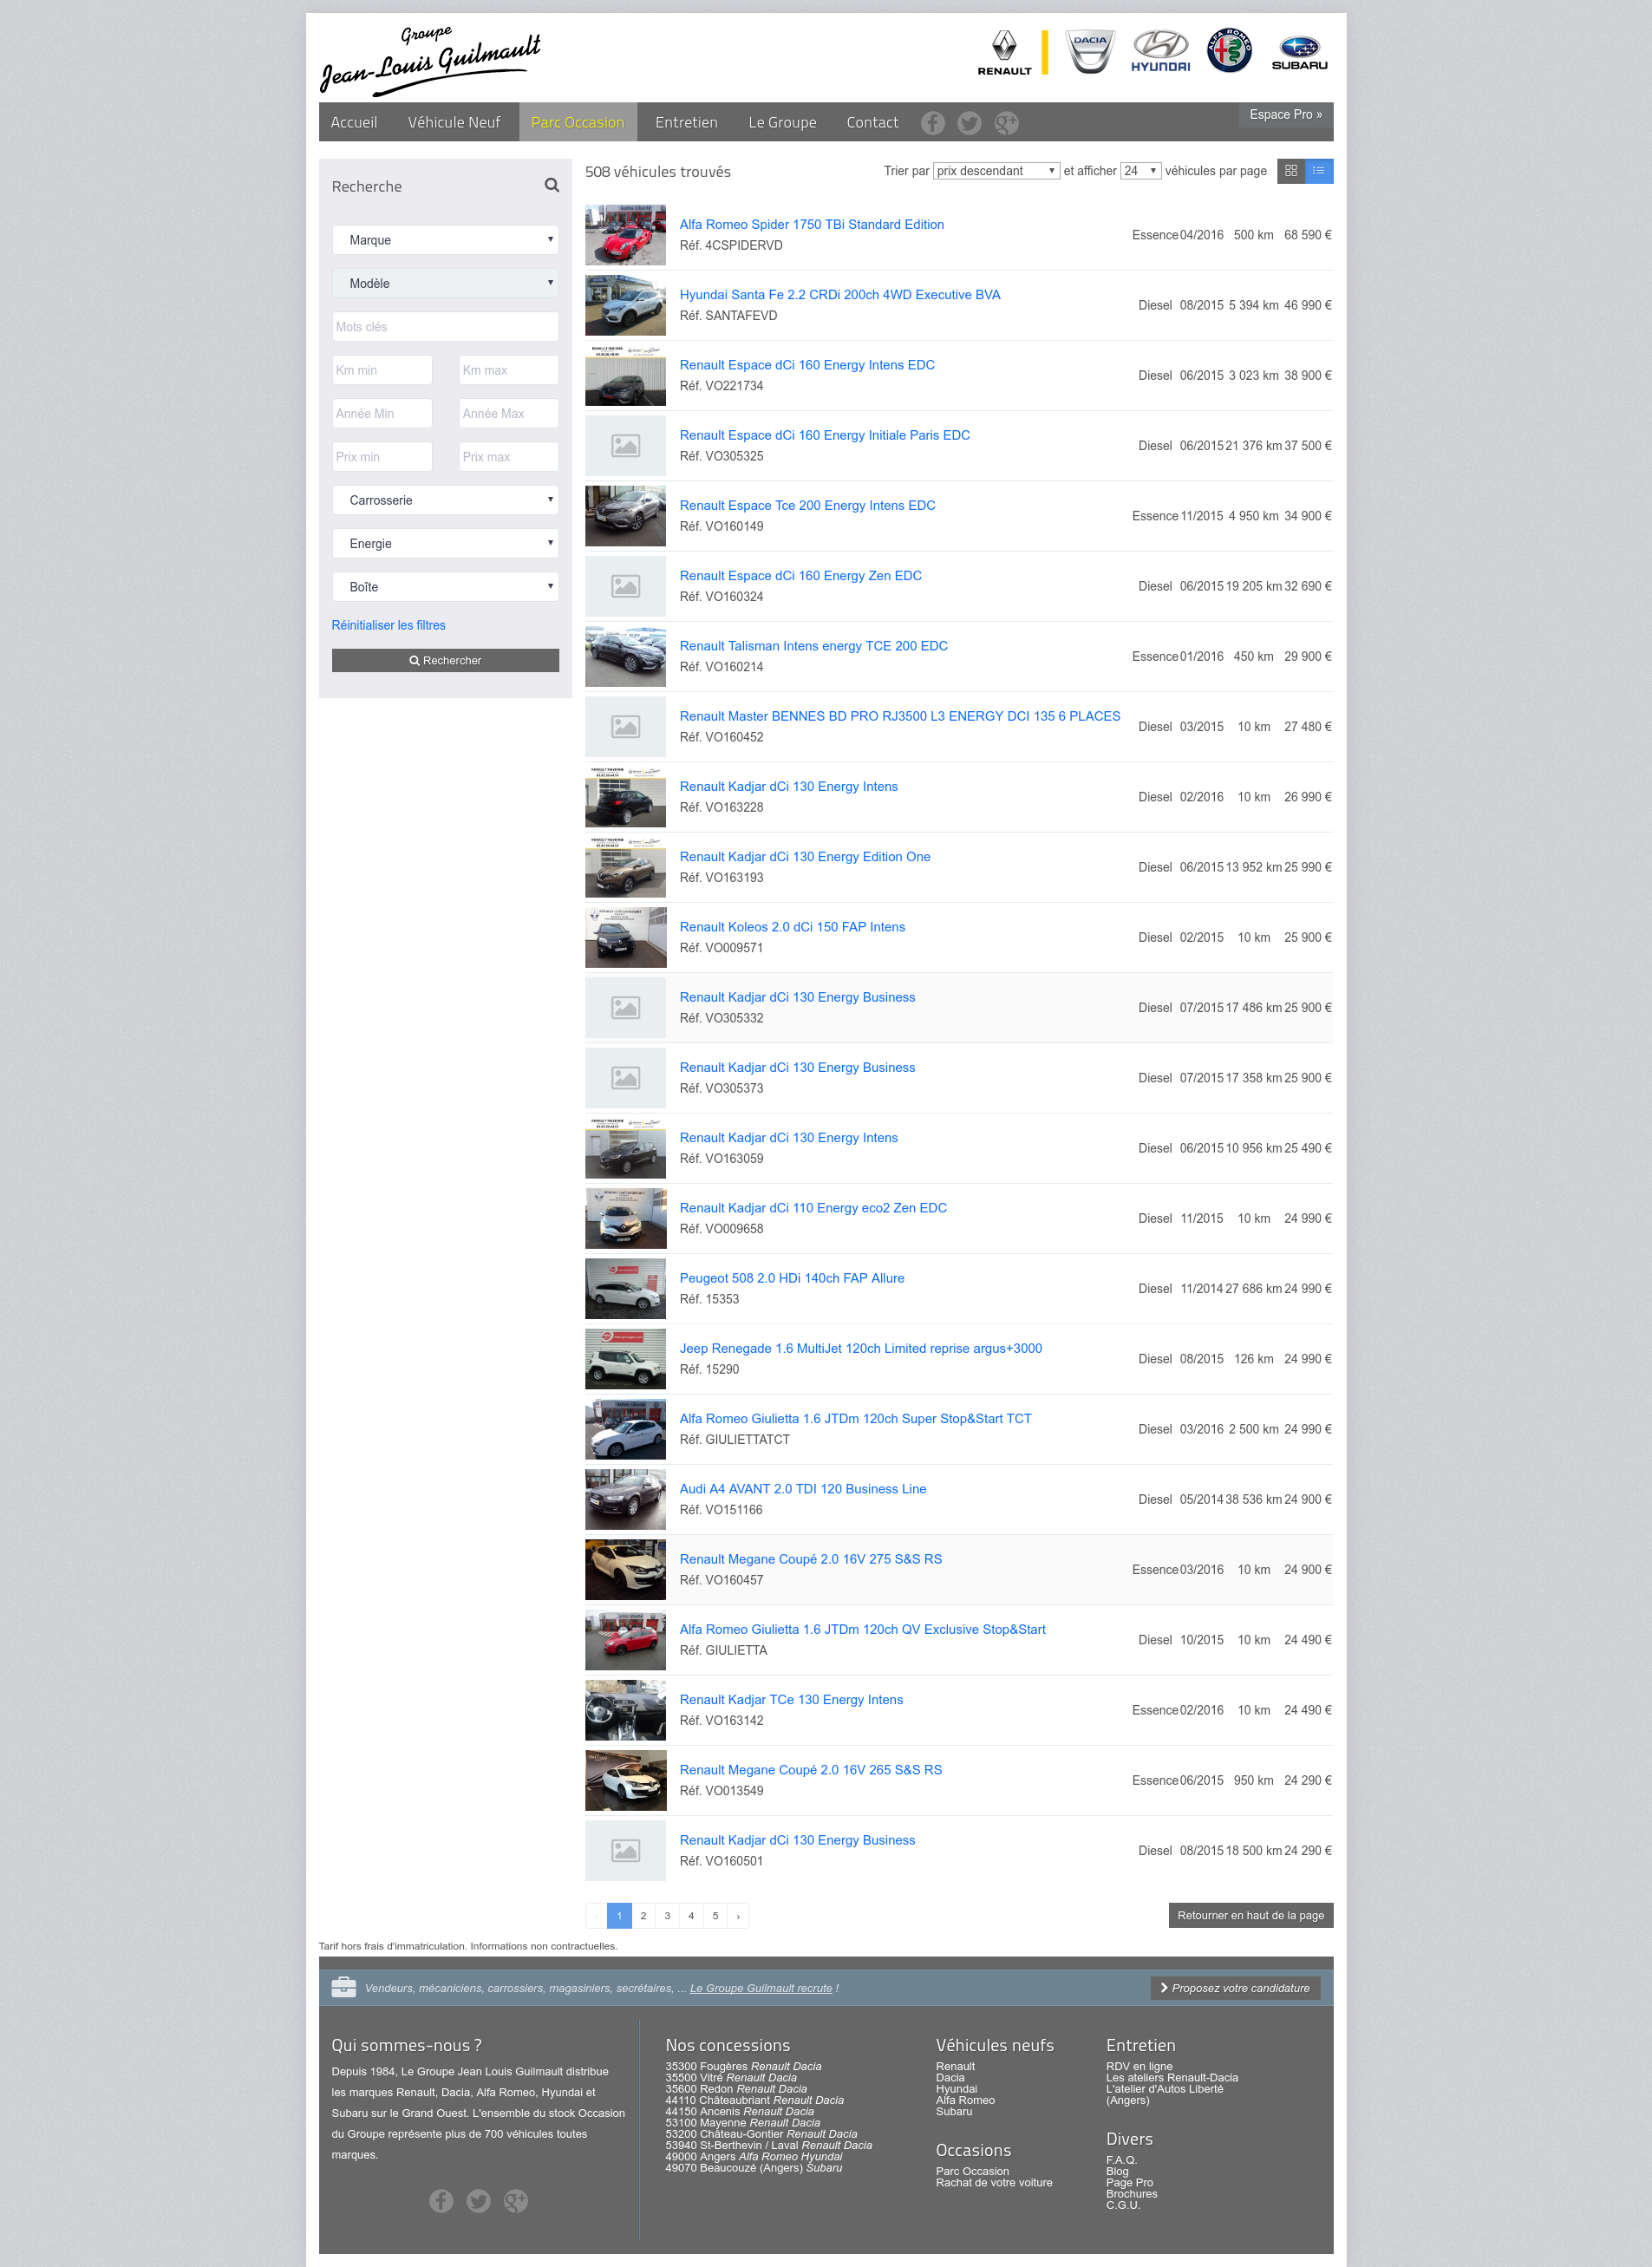 Groupe
Jean-Louis Guilmault
RENAULT
DACIA
HYUNDAI
ALFA ROMEO
SUBARU
Accueil Véhicule Neuf Parc Occasion Entretien Le Groupe Contact
Espace Pro »
Recherche
Marque
Modèle
Mots clés
Km min Km max
Année Min Année Max
Prix min Prix max
Carrosserie
Energie
Boîte
Réinitialiser les filtres
Rechercher
508 véhicules trouvés
Trier par prix descendant et afficher 24 véhicules par page
Alfa Romeo Spider 1750 TBi Standard Edition
Réf. 4CSPIDERVD
Essence 04/2016 500 km 68 590 €
Hyundai Santa Fe 2.2 CRDi 200ch 4WD Executive BVA
Réf. SANTAFEVD
Diesel 08/2015 5 394 km 46 990 €
Renault Espace dCi 160 Energy Intens EDC
Réf. VO221734
Diesel 06/2015 3 023 km 38 900 €
Renault Espace dCi 160 Energy Initiale Paris EDC
Réf. VO305325
Diesel 06/2015 21 376 km 37 500 €
Renault Espace Tce 200 Energy Intens EDC
Réf. VO160149
Essence 11/2015 4 950 km 34 900 €
Renault Espace dCi 160 Energy Zen EDC
Réf. VO160324
Diesel 06/2015 19 205 km 32 690 €
Renault Talisman Intens energy TCE 200 EDC
Réf. VO160214
Essence 01/2016 450 km 29 900 €
Renault Master BENNES BD PRO RJ3500 L3 ENERGY DCI 135 6 PLACES
Réf. VO160452
Diesel 03/2015 10 km 27 480 €
Renault Kadjar dCi 130 Energy Intens
Réf. VO163228
Diesel 02/2016 10 km 26 990 €
Renault Kadjar dCi 130 Energy Edition One
Réf. VO163193
Diesel 06/2015 13 952 km 25 990 €
Renault Koleos 2.0 dCi 150 FAP Intens
Réf. VO009571
Diesel 02/2015 10 km 25 900 €
Renault Kadjar dCi 130 Energy Business
Réf. VO305332
Diesel 07/2015 17 486 km 25 900 €
Renault Kadjar dCi 130 Energy Business
Réf. VO305373
Diesel 07/2015 17 358 km 25 900 €
Renault Kadjar dCi 130 Energy Intens
Réf. VO163059
Diesel 06/2015 10 956 km 25 490 €
Renault Kadjar dCi 110 Energy eco2 Zen EDC
Réf. VO009658
Diesel 11/2015 10 km 24 990 €
Peugeot 508 2.0 HDi 140ch FAP Allure
Réf. 15353
Diesel 11/2014 27 686 km 24 990 €
Jeep Renegade 1.6 MultiJet 120ch Limited reprise argus+3000
Réf. 15290
Diesel 08/2015 126 km 24 990 €
Alfa Romeo Giulietta 1.6 JTDm 120ch Super Stop&Start TCT
Réf. GIULIETTATCT
Diesel 03/2016 2 500 km 24 990 €
Audi A4 AVANT 2.0 TDI 120 Business Line
Réf. VO151166
Diesel 05/2014 38 536 km 24 900 €
Renault Megane Coupé 2.0 16V 275 S&S RS
Réf. VO160457
Essence 03/2016 10 km 24 900 €
Alfa Romeo Giulietta 1.6 JTDm 120ch QV Exclusive Stop&Start
Réf. GIULIETTA
Diesel 10/2015 10 km 24 490 €
Renault Kadjar TCe 130 Energy Intens
Réf. VO163142
Essence 02/2016 10 km 24 490 €
Renault Megane Coupé 2.0 16V 265 S&S RS
Réf. VO013549
Essence 06/2015 950 km 24 290 €
Renault Kadjar dCi 130 Energy Business
Réf. VO160501
Diesel 08/2015 18 500 km 24 290 €
1 2 3 4 5 ›
Retourner en haut de la page
Tarif hors frais d'immatriculation. Informations non contractuelles.
Vendeurs, mécaniciens, carrossiers, magasiniers, secrétaires, ... Le Groupe Guilmault recrute !
Proposez votre candidature
Qui sommes-nous ?
Depuis 1984, Le Groupe Jean Louis Guilmault distribue
les marques Renault, Dacia, Alfa Romeo, Hyundai et
Subaru sur le Grand Ouest. L'ensemble du stock Occasion
du Groupe représente plus de 700 véhicules toutes
marques.
Nos concessions
35300 Fougères Renault Dacia
35500 Vitré Renault Dacia
35600 Redon Renault Dacia
44110 Châteaubriant Renault Dacia
44150 Ancenis Renault Dacia
53100 Mayenne Renault Dacia
53200 Château-Gontier Renault Dacia
53940 St-Berthevin / Laval Renault Dacia
49000 Angers Alfa Romeo Hyundai
49070 Beaucouzé (Angers) Subaru
Véhicules neufs
Renault
Dacia
Hyundai
Alfa Romeo
Subaru
Occasions
Parc Occasion
Rachat de votre voiture
Entretien
RDV en ligne
Les ateliers Renault-Dacia
L'atelier d'Autos Liberté
(Angers)
Divers
F.A.Q.
Blog
Page Pro
Brochures
C.G.U.